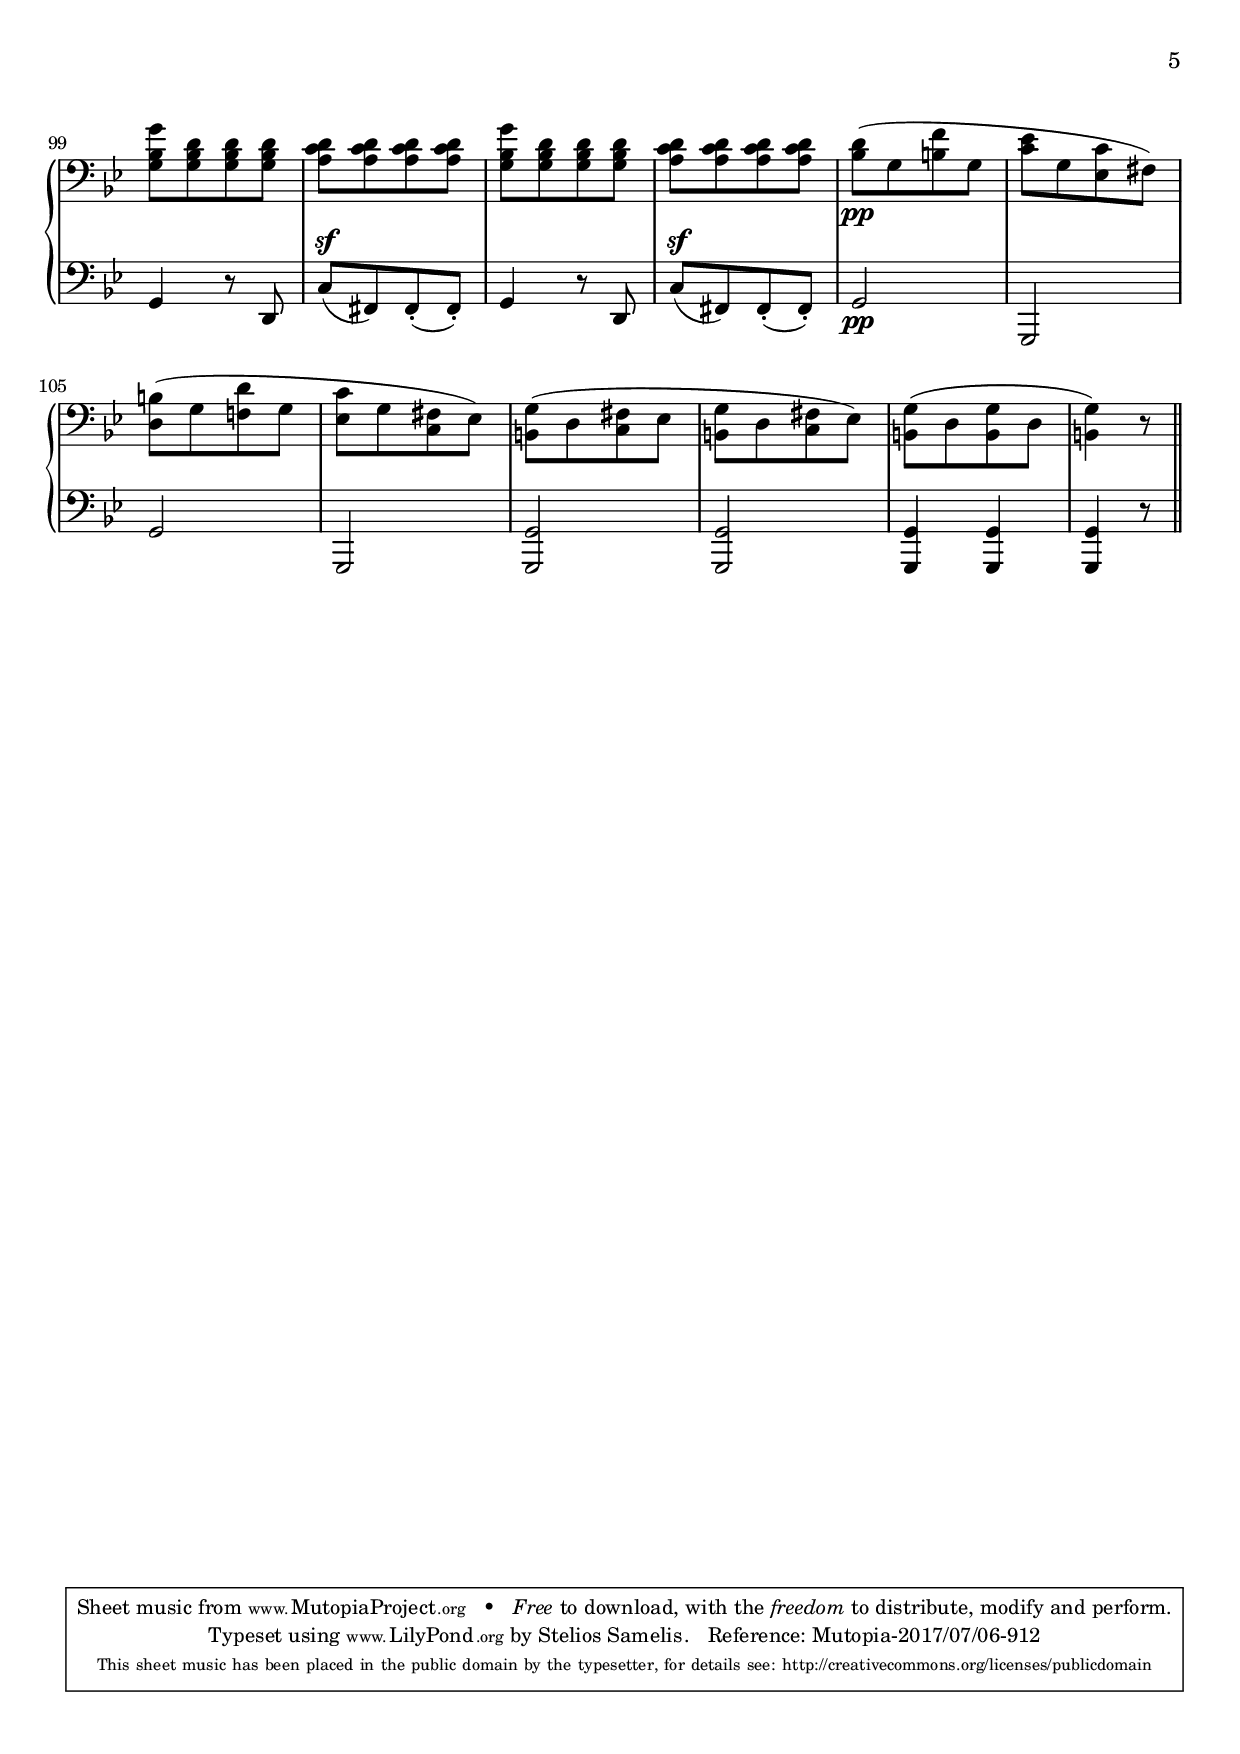 5
99
sf sf pp
pp
105
Sheet music from www.MutopiaProject.org • Free to download, with the freedom to distribute, modify and perform.
Typeset using www.LilyPond.org by Stelios Samelis. Reference: Mutopia-2017/07/06-912
This sheet music has been placed in the public domain by the typesetter, for details see: http://creativecommons.org/licenses/publicdomain